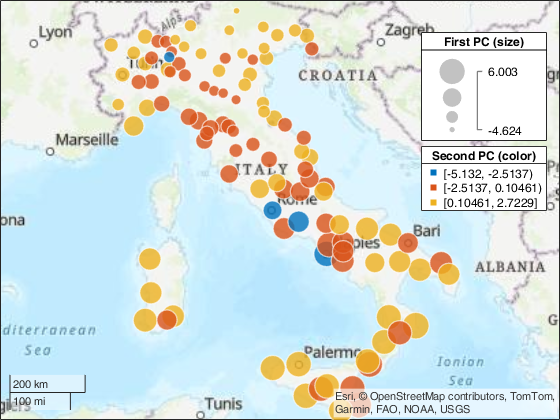 Lyon
Alps
Zagreb
CROATIA
Marseille
ITALY
Rome
Bari
ALBANIA
Palermo
Ionian
Sea
Sea
Tunis
200 km
100 mi
First PC (size)
6.003
-4.624
Second PC (color)
[-5.132, -2.5137)
[-2.5137, 0.10461)
[0.10461, 2.7229]
Esri, © OpenStreetMap contributors, TomTom,
Garmin, FAO, NOAA, USGS